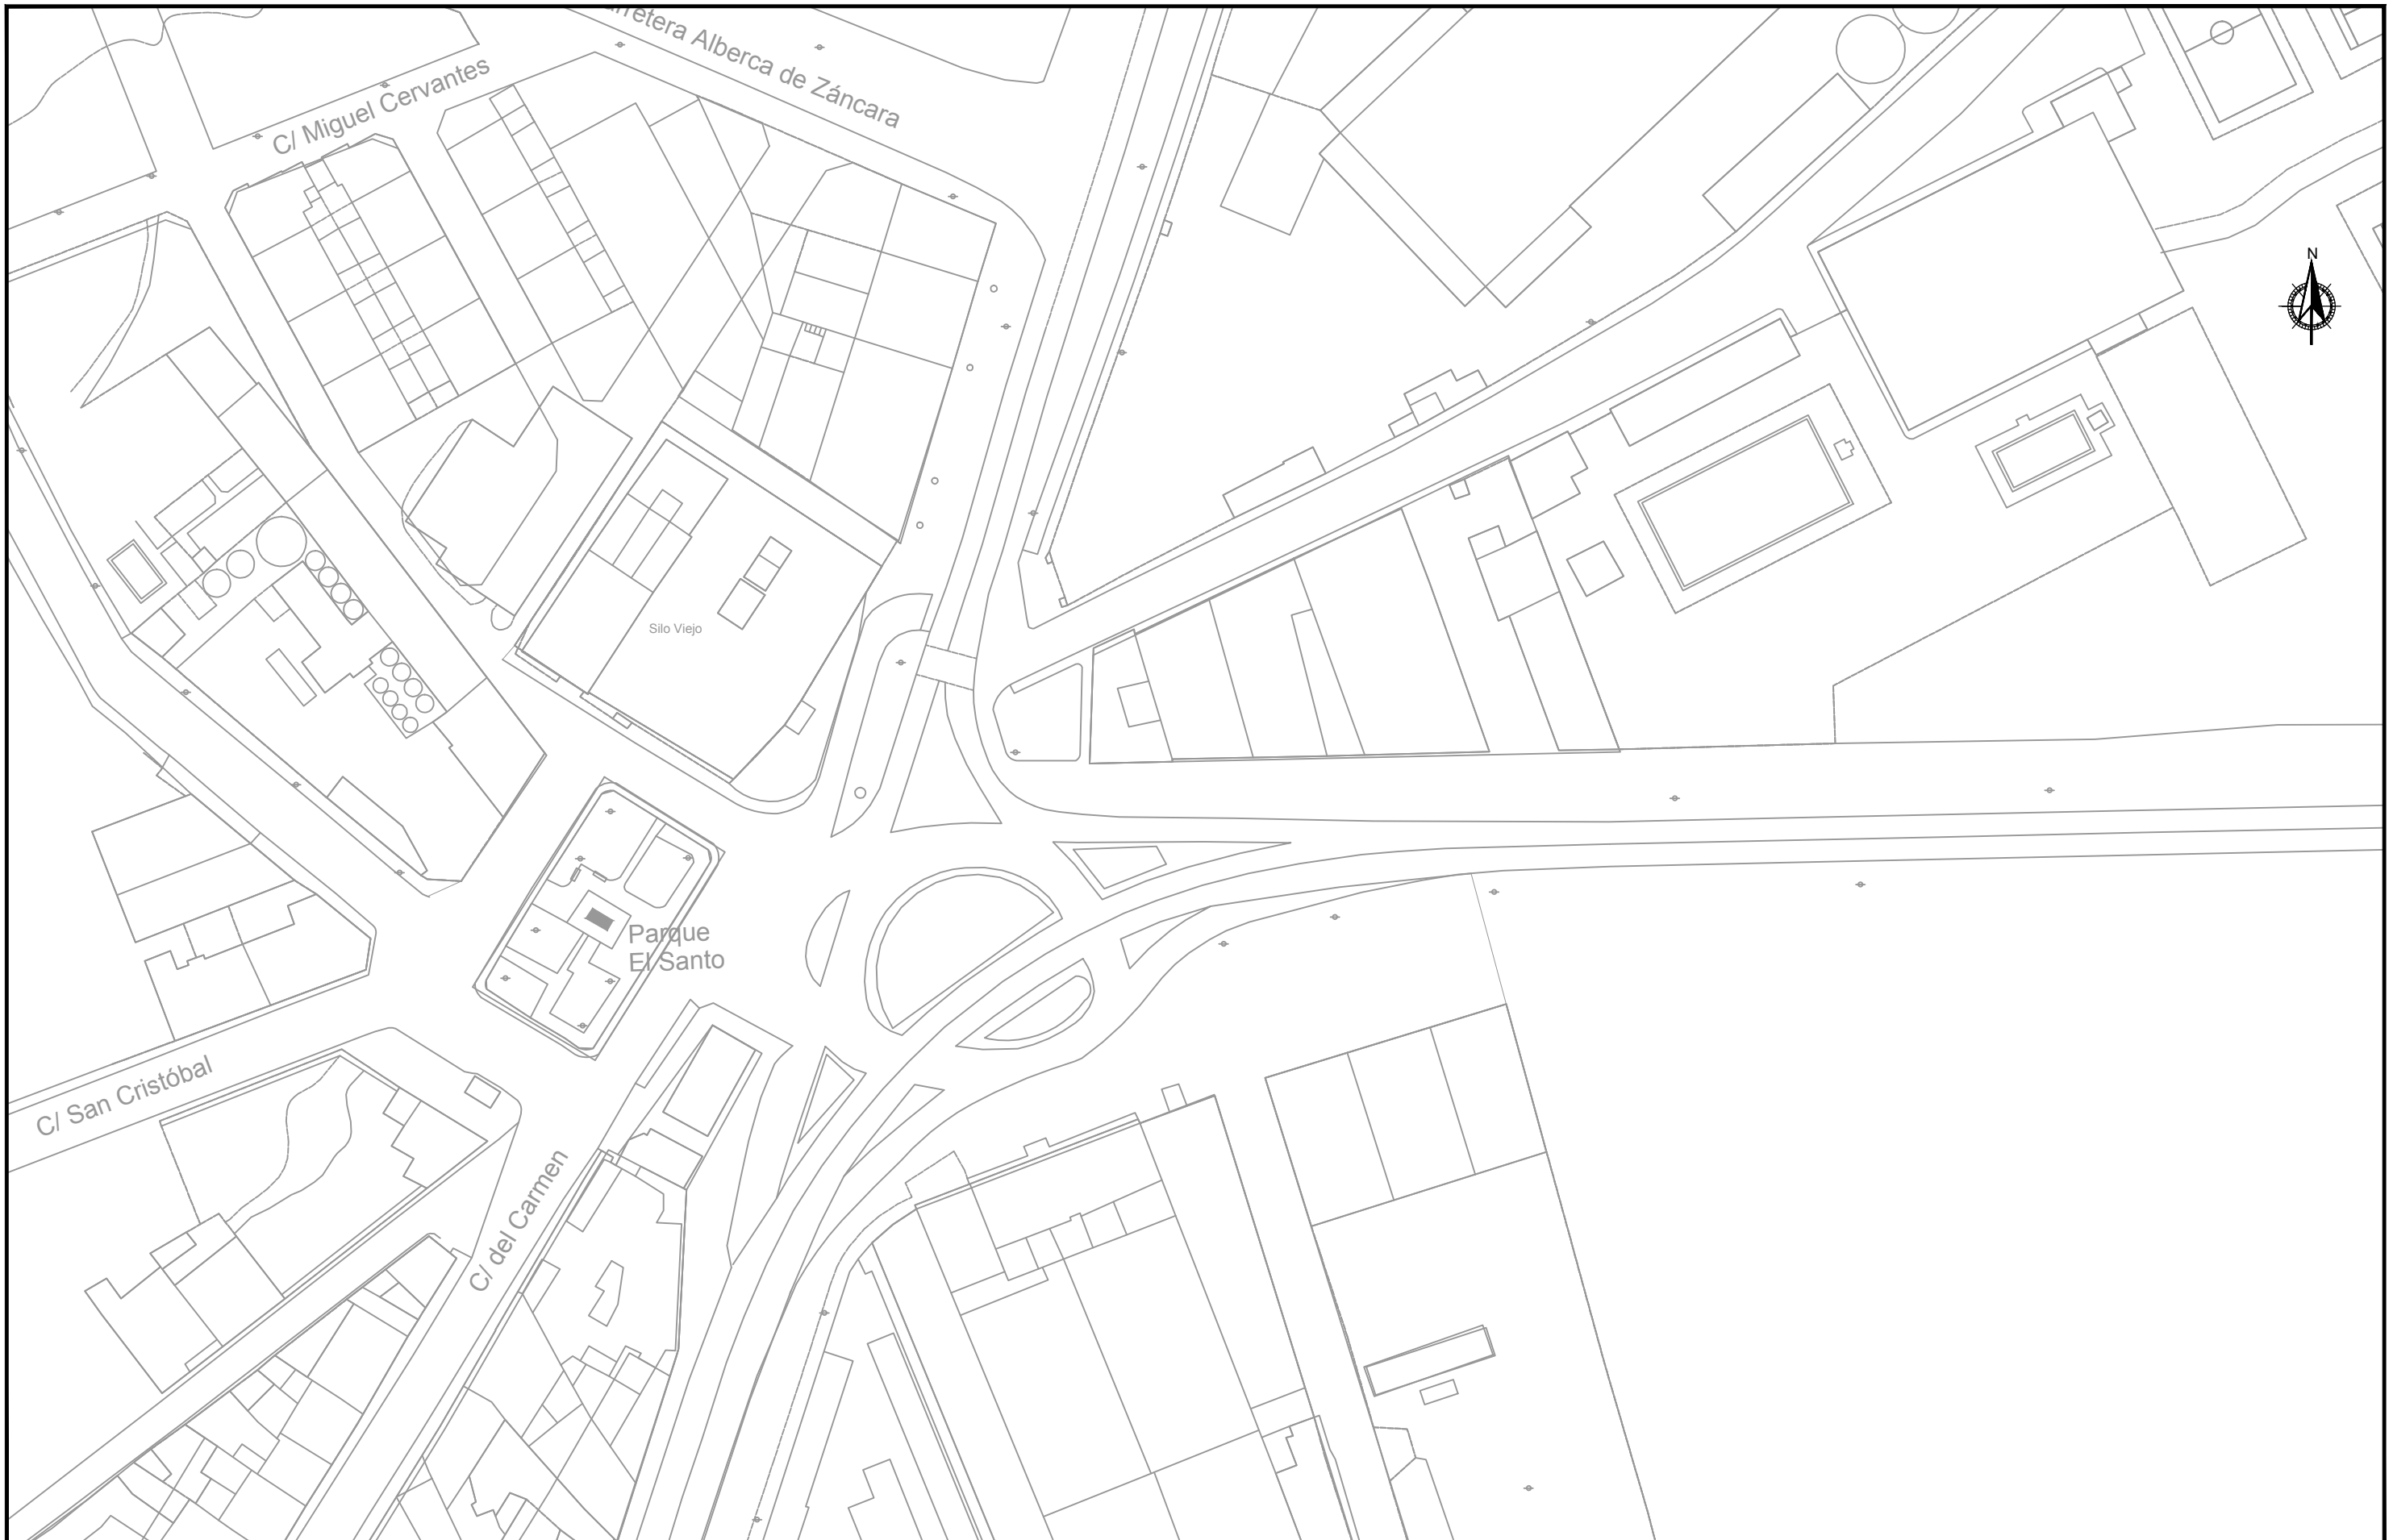 Carretera Alberca de Záncara
C/ Miguel Cervantes
N
Silo Viejo
Parque
El Santo
C/ San Cristóbal
C/ del Carmen